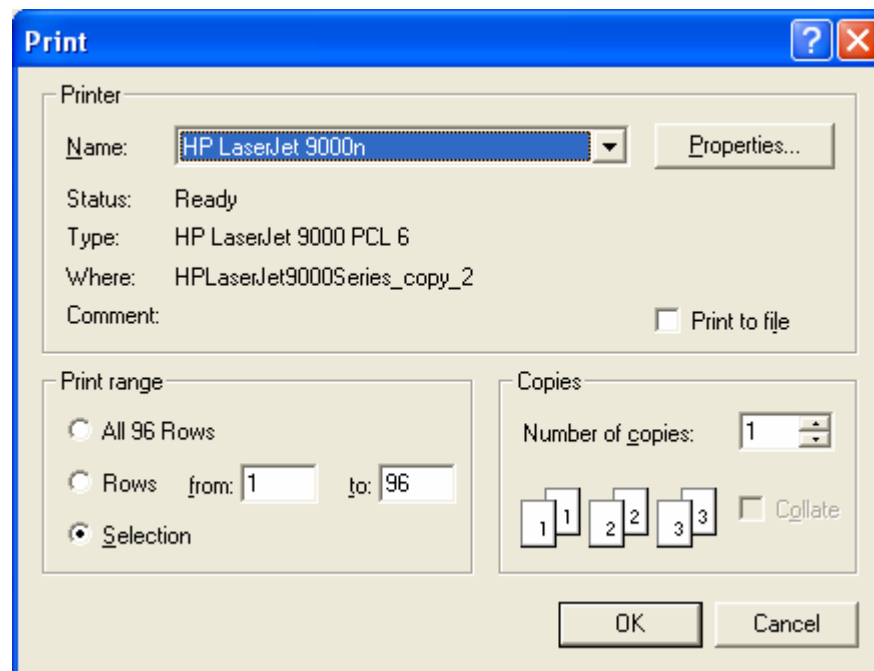 Print
Printer
Name: HP LaserJet 9000n Properties...
Status: Ready
Type: HP LaserJet 9000 PCL 6
Where: HPLaserJet9000Series_copy_2
Comment: Print to file
Print range
All 96 Rows
Rows from: 1 to: 96
Selection
Copies
Number of copies: 1
1 1 2 2 3 3 Collate
OK Cancel